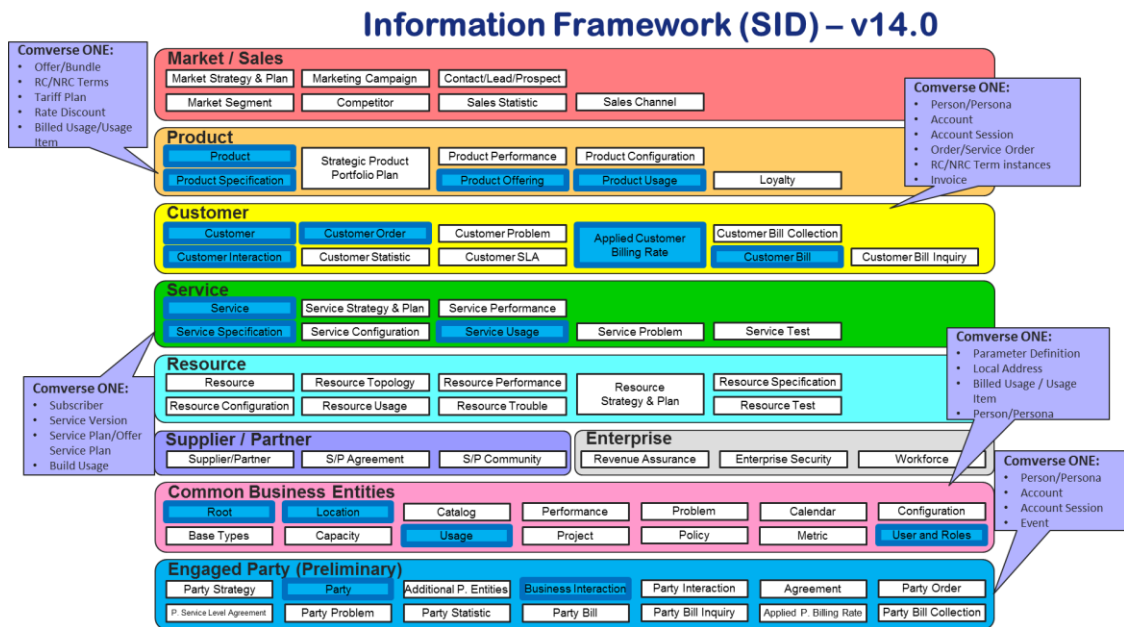 Information Framework (SID) – v14.0
Comverse ONE:
• Offer/Bundle
• RC/NRC Terms
• Tariff Plan
• Rate Discount
• Billed Usage/Usage
Item
Market / Sales
Market Strategy & Plan
Marketing Campaign
Contact/Lead/Prospect
Market Segment
Competitor
Sales Statistic
Sales Channel
Comverse ONE:
• Person/Persona
• Account
• Account Session
• Order/Service Order
• RC/NRC Term instances
• Invoice
Product
Product
Strategic Product
Portfolio Plan
Product Performance
Product Configuration
Product Specification
Product Offering
Product Usage
Loyalty
Customer
Customer
Customer Order
Customer Problem
Applied Customer
Billing Rate
Customer Bill Collection
Customer Interaction
Customer Statistic
Customer SLA
Customer Bill
Customer Bill Inquiry
Service
Service
Service Strategy & Plan
Service Performance
Service Specification
Service Configuration
Service Usage
Service Problem
Service Test
Comverse ONE:
• Parameter Definition
• Local Address
• Billed Usage / Usage
Item
• Person/Persona
Resource
Resource
Resource Topology
Resource Performance
Resource
Strategy & Plan
Resource Specification
Resource Configuration
Resource Usage
Resource Trouble
Resource Test
Comverse ONE:
• Subscriber
• Service Version
• Service Plan/Offer
Service Plan
• Build Usage
Supplier / Partner
Supplier/Partner
S/P Agreement
S/P Community
Enterprise
Revenue Assurance
Enterprise Security
Workforce
Comverse ONE:
• Person/Persona
• Account
• Account Session
• Event
Common Business Entities
Root
Location
Catalog
Performance
Problem
Calendar
Configuration
Base Types
Capacity
Usage
Project
Policy
Metric
User and Roles
Engaged Party (Preliminary)
Party Strategy
Party
Additional P. Entities
Business Interaction
Party Interaction
Agreement
Party Order
P. Service Level Agreement
Party Problem
Party Statistic
Party Bill
Party Bill Inquiry
Applied P. Billing Rate
Party Bill Collection